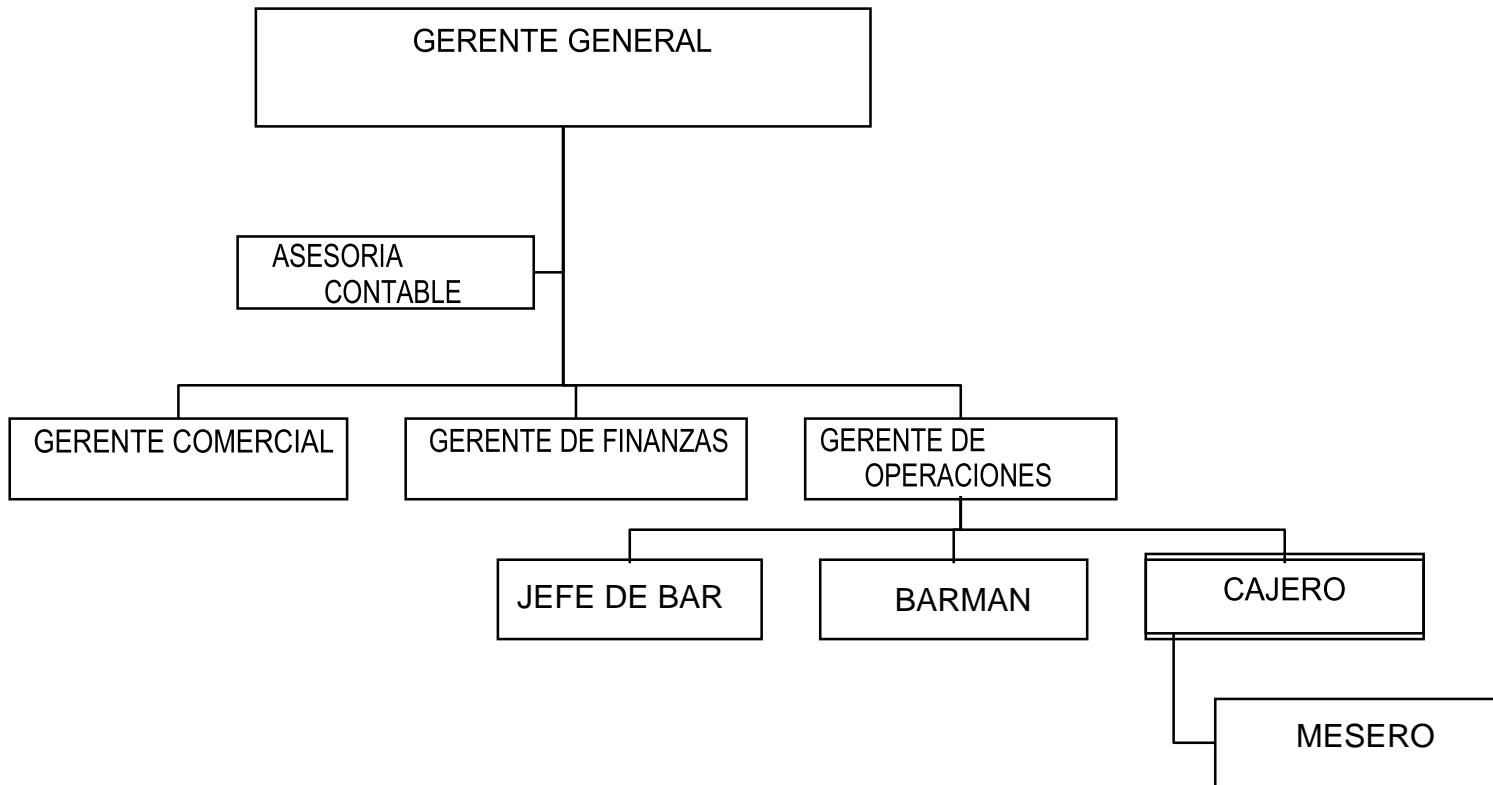 GERENTE GENERAL
ASESORIA
CONTABLE
GERENTE COMERCIAL
GERENTE DE FINANZAS
GERENTE DE
OPERACIONES
JEFE DE BAR
BARMAN
CAJERO
MESERO